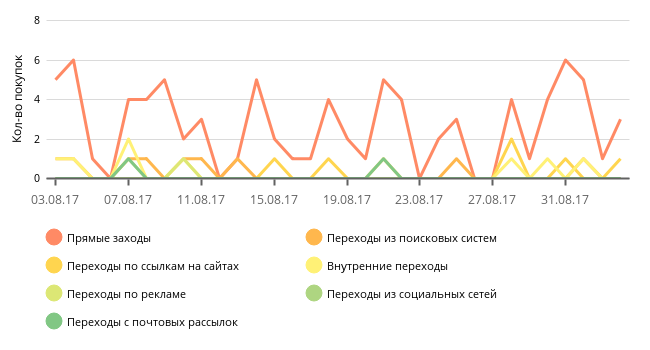 8
6
4
2
0
Кол-во покупок
03.08.17 07.08.17 11.08.17 15.08.17 19.08.17 23.08.17 27.08.17 31.08.17
Прямые заходы Переходы из поисковых систем
Переходы по ссылкам на сайтах Внутренние переходы
Переходы по рекламе Переходы из социальных сетей
Переходы с почтовых рассылок